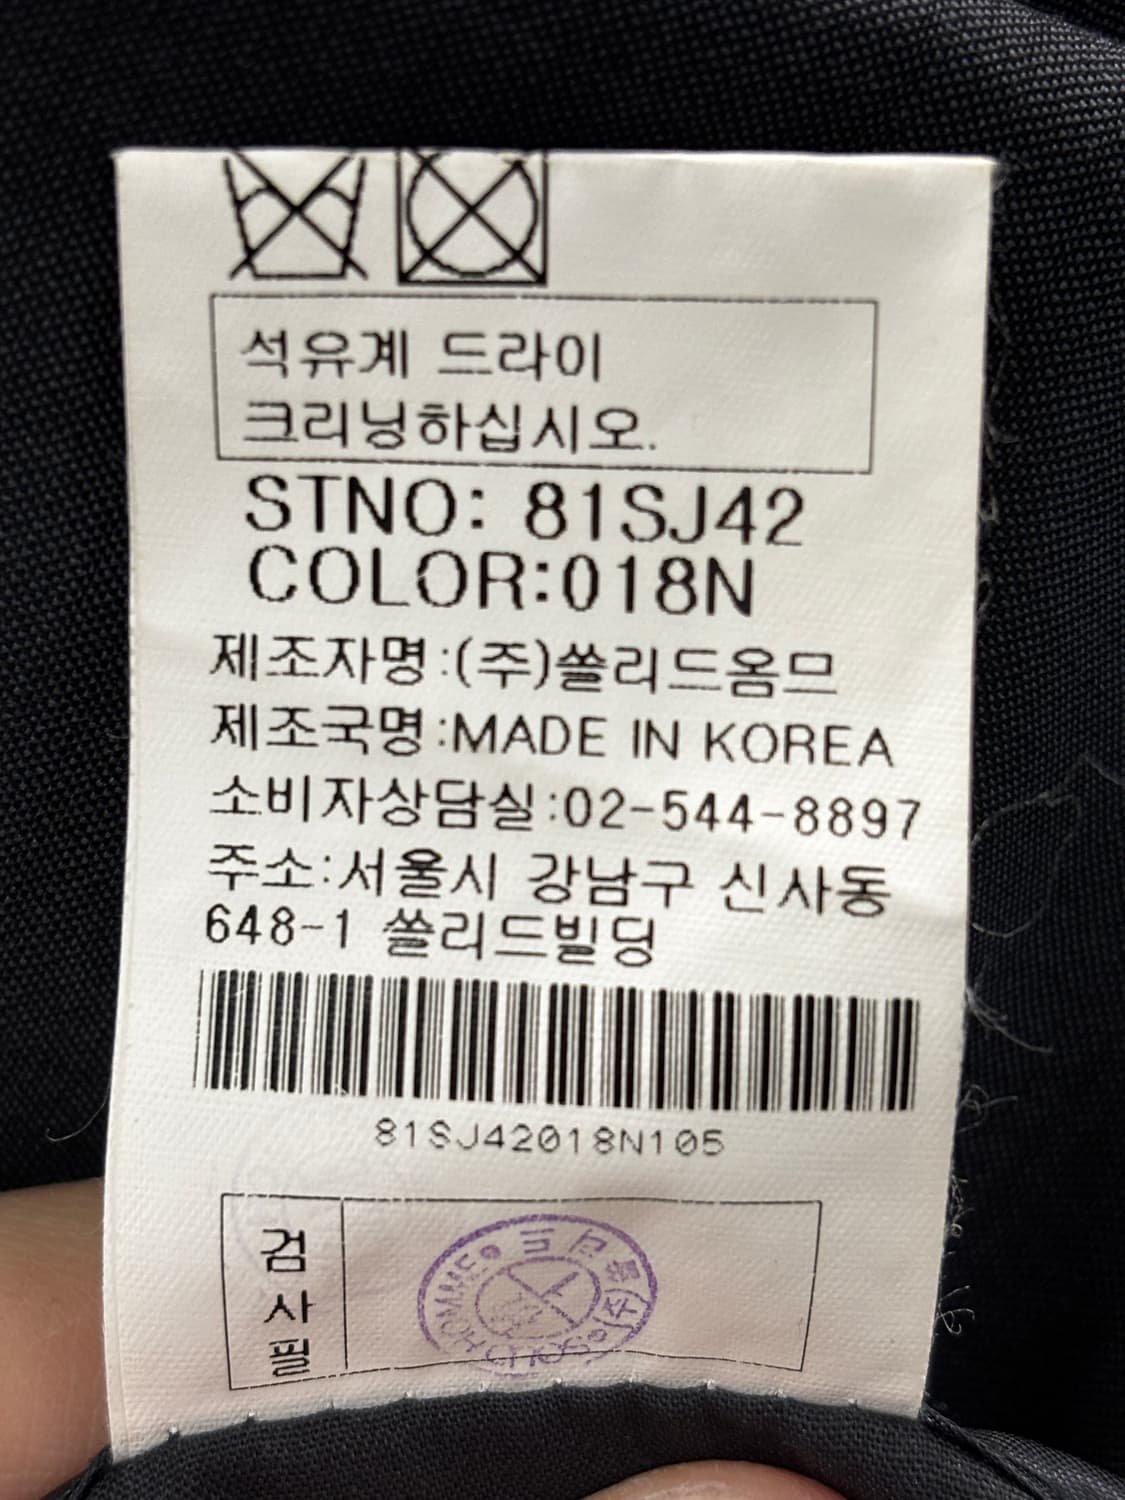 석유계 드라이
크리닝하십시오.
STNO: 81SJ42
COLOR:018N
제조자명:(주)쏠리드옴므
제조국명:MADE IN KOREA
소비자상담실:02-544-8897
주소:서울시 강남구 신사동
648-1 쏠리드빌딩
81SJ42018N105
검
사
필
HOMME
(주)